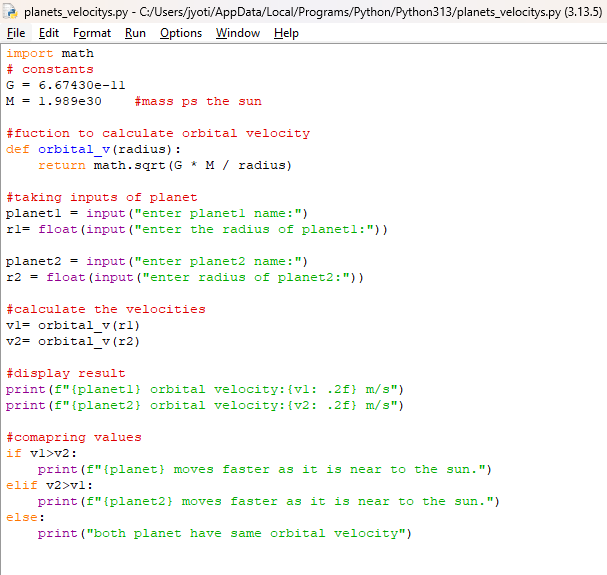 planets_velocitys.py - C:/Users/jyoti/AppData/Local/Programs/Python/Python313/planets_velocitys.py (3.13.5)
File Edit Format Run Options Window Help
import math
# constants
G = 6.67430e-11
M = 1.989e30    #mass ps the sun
#fuction to calculate orbital velocity
def orbital_v(radius):
    return math.sqrt(G * M / radius)
#taking inputs of planet
planet1 = input("enter planet1 name:")
r1= float(input("enter the radius of planet1:"))
planet2 = input("enter planet2 name:")
r2 = float(input("enter radius of planet2:"))
#calculate the velocities
v1= orbital_v(r1)
v2= orbital_v(r2)
#display result
print(f"{planet1} orbital velocity:{v1: .2f} m/s")
print(f"{planet2} orbital velocity:{v2: .2f} m/s")
#comapring values
if v1>v2:
    print(f"{planet} moves faster as it is near to the sun.")
elif v2>v1:
    print(f"{planet2} moves faster as it is near to the sun.")
else:
    print("both planet have same orbital velocity")